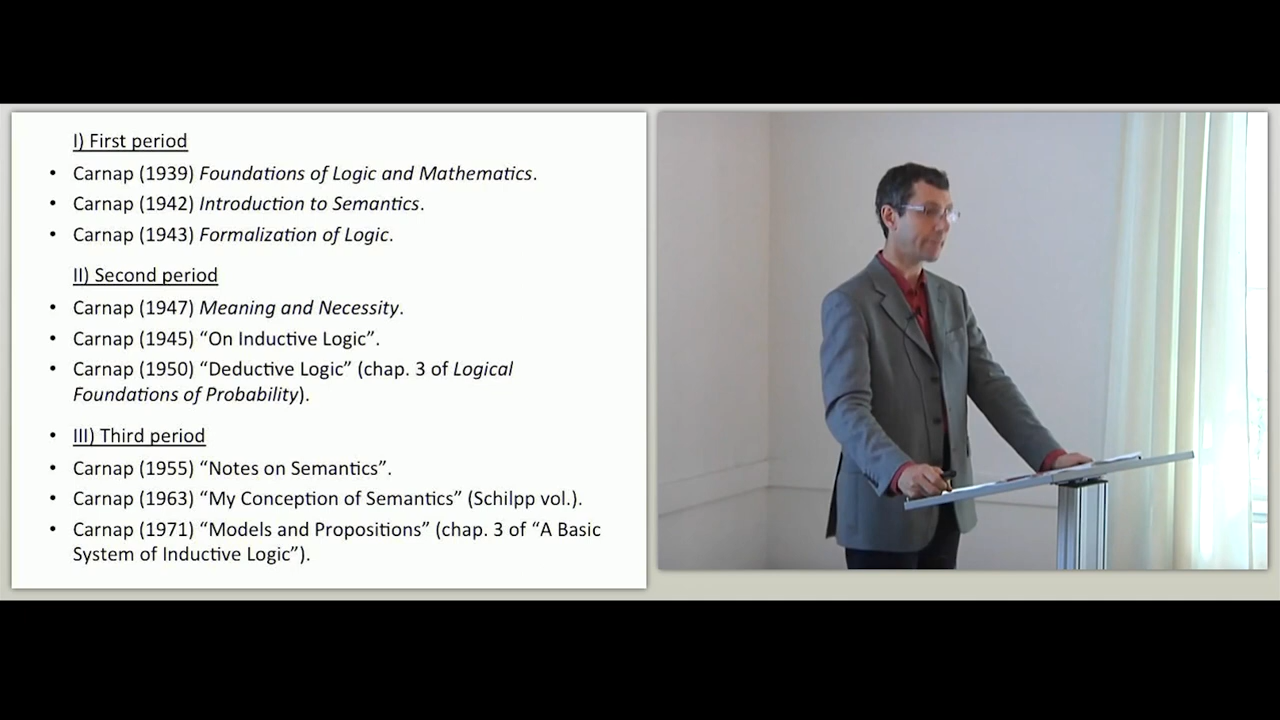 I) First period
• Carnap (1939) Foundations of Logic and Mathematics.
• Carnap (1942) Introduction to Semantics.
• Carnap (1943) Formalization of Logic.
II) Second period
• Carnap (1947) Meaning and Necessity.
• Carnap (1945) “On Inductive Logic”.
• Carnap (1950) “Deductive Logic” (chap. 3 of Logical
Foundations of Probability).
• III) Third period
• Carnap (1955) “Notes on Semantics”.
• Carnap (1963) “My Conception of Semantics” (Schilpp vol.).
• Carnap (1971) “Models and Propositions” (chap. 3 of “A Basic
System of Inductive Logic”).